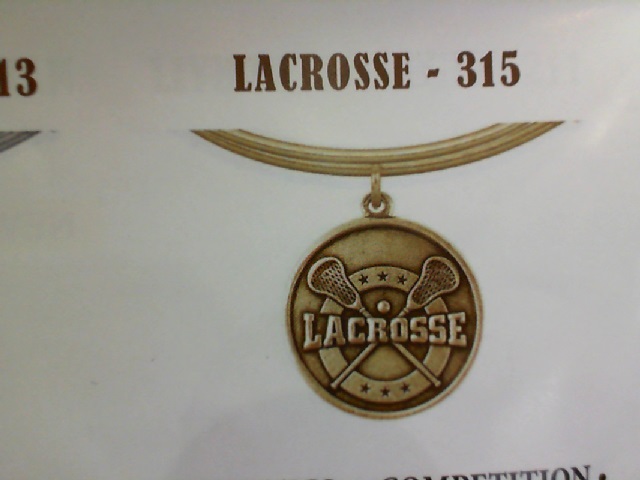 13
LACROSSE - 315
LACROSSE
COMPETITION.